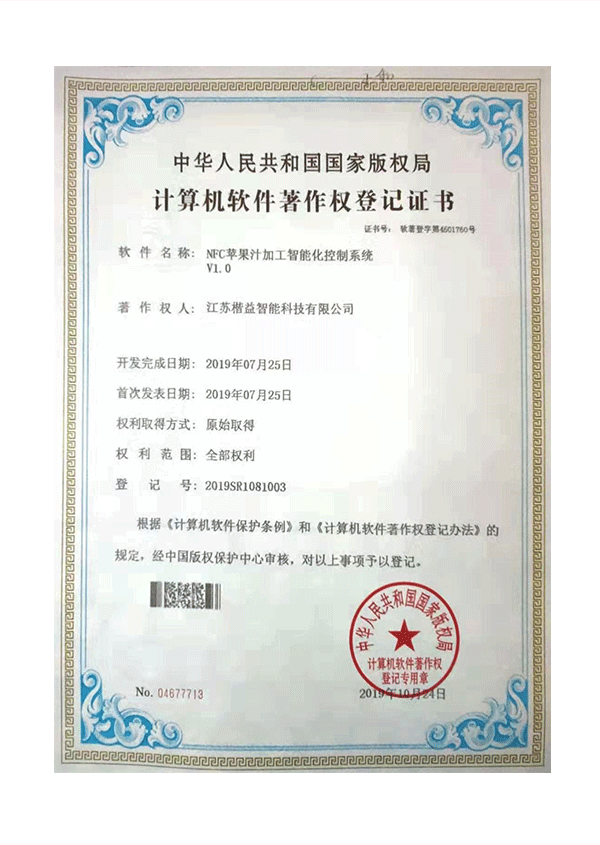 中华人民共和国国家版权局
计算机软件著作权登记证书
证书号： 软著登字第4501760号
软件名称： NFC苹果汁加工智能化控制系统
V1.0
著作权人： 江苏楷益智能科技有限公司
开发完成日期： 2019年07月25日
首次发表日期： 2019年07月25日
权利取得方式： 原始取得
权利范围： 全部权利
登记号： 2019SR1081003
根据《计算机软件保护条例》和《计算机软件著作权登记办法》的
规定，经中国版权保护中心审核，对以上事项予以登记。
中华人民共和国国家版权局
计算机软件著作权
登记专用章
No. 04677713
2019年10月24日